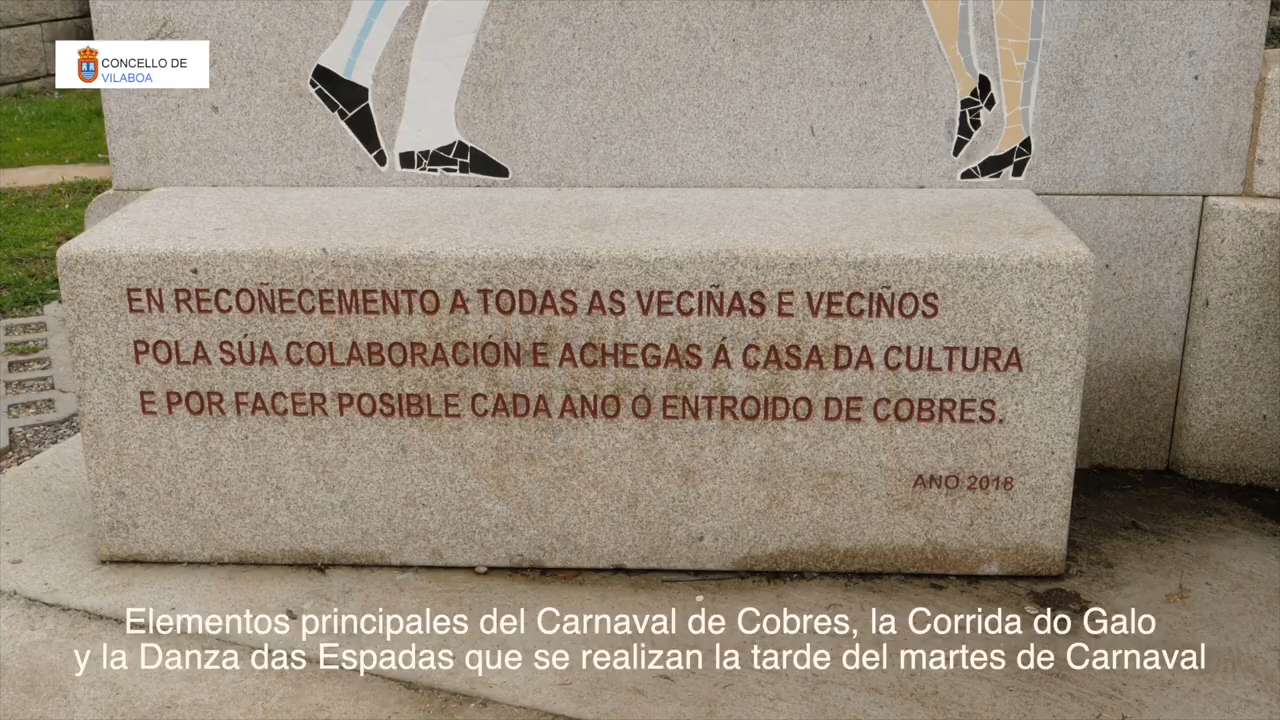 CONCELLO DE
VILABOA
EN RECOÑECEMENTO A TODAS AS VECIÑAS E VECIÑOS
POLA SÚA COLABORACIÓN E ACHEGAS Á CASA DA CULTURA
E POR FACER POSIBLE CADA ANO O ENTROIDO DE COBRES.
ANO 2018
Elementos principales del Carnaval de Cobres, la Corrida do Galo
y la Danza das Espadas que se realizan la tarde del martes de Carnaval